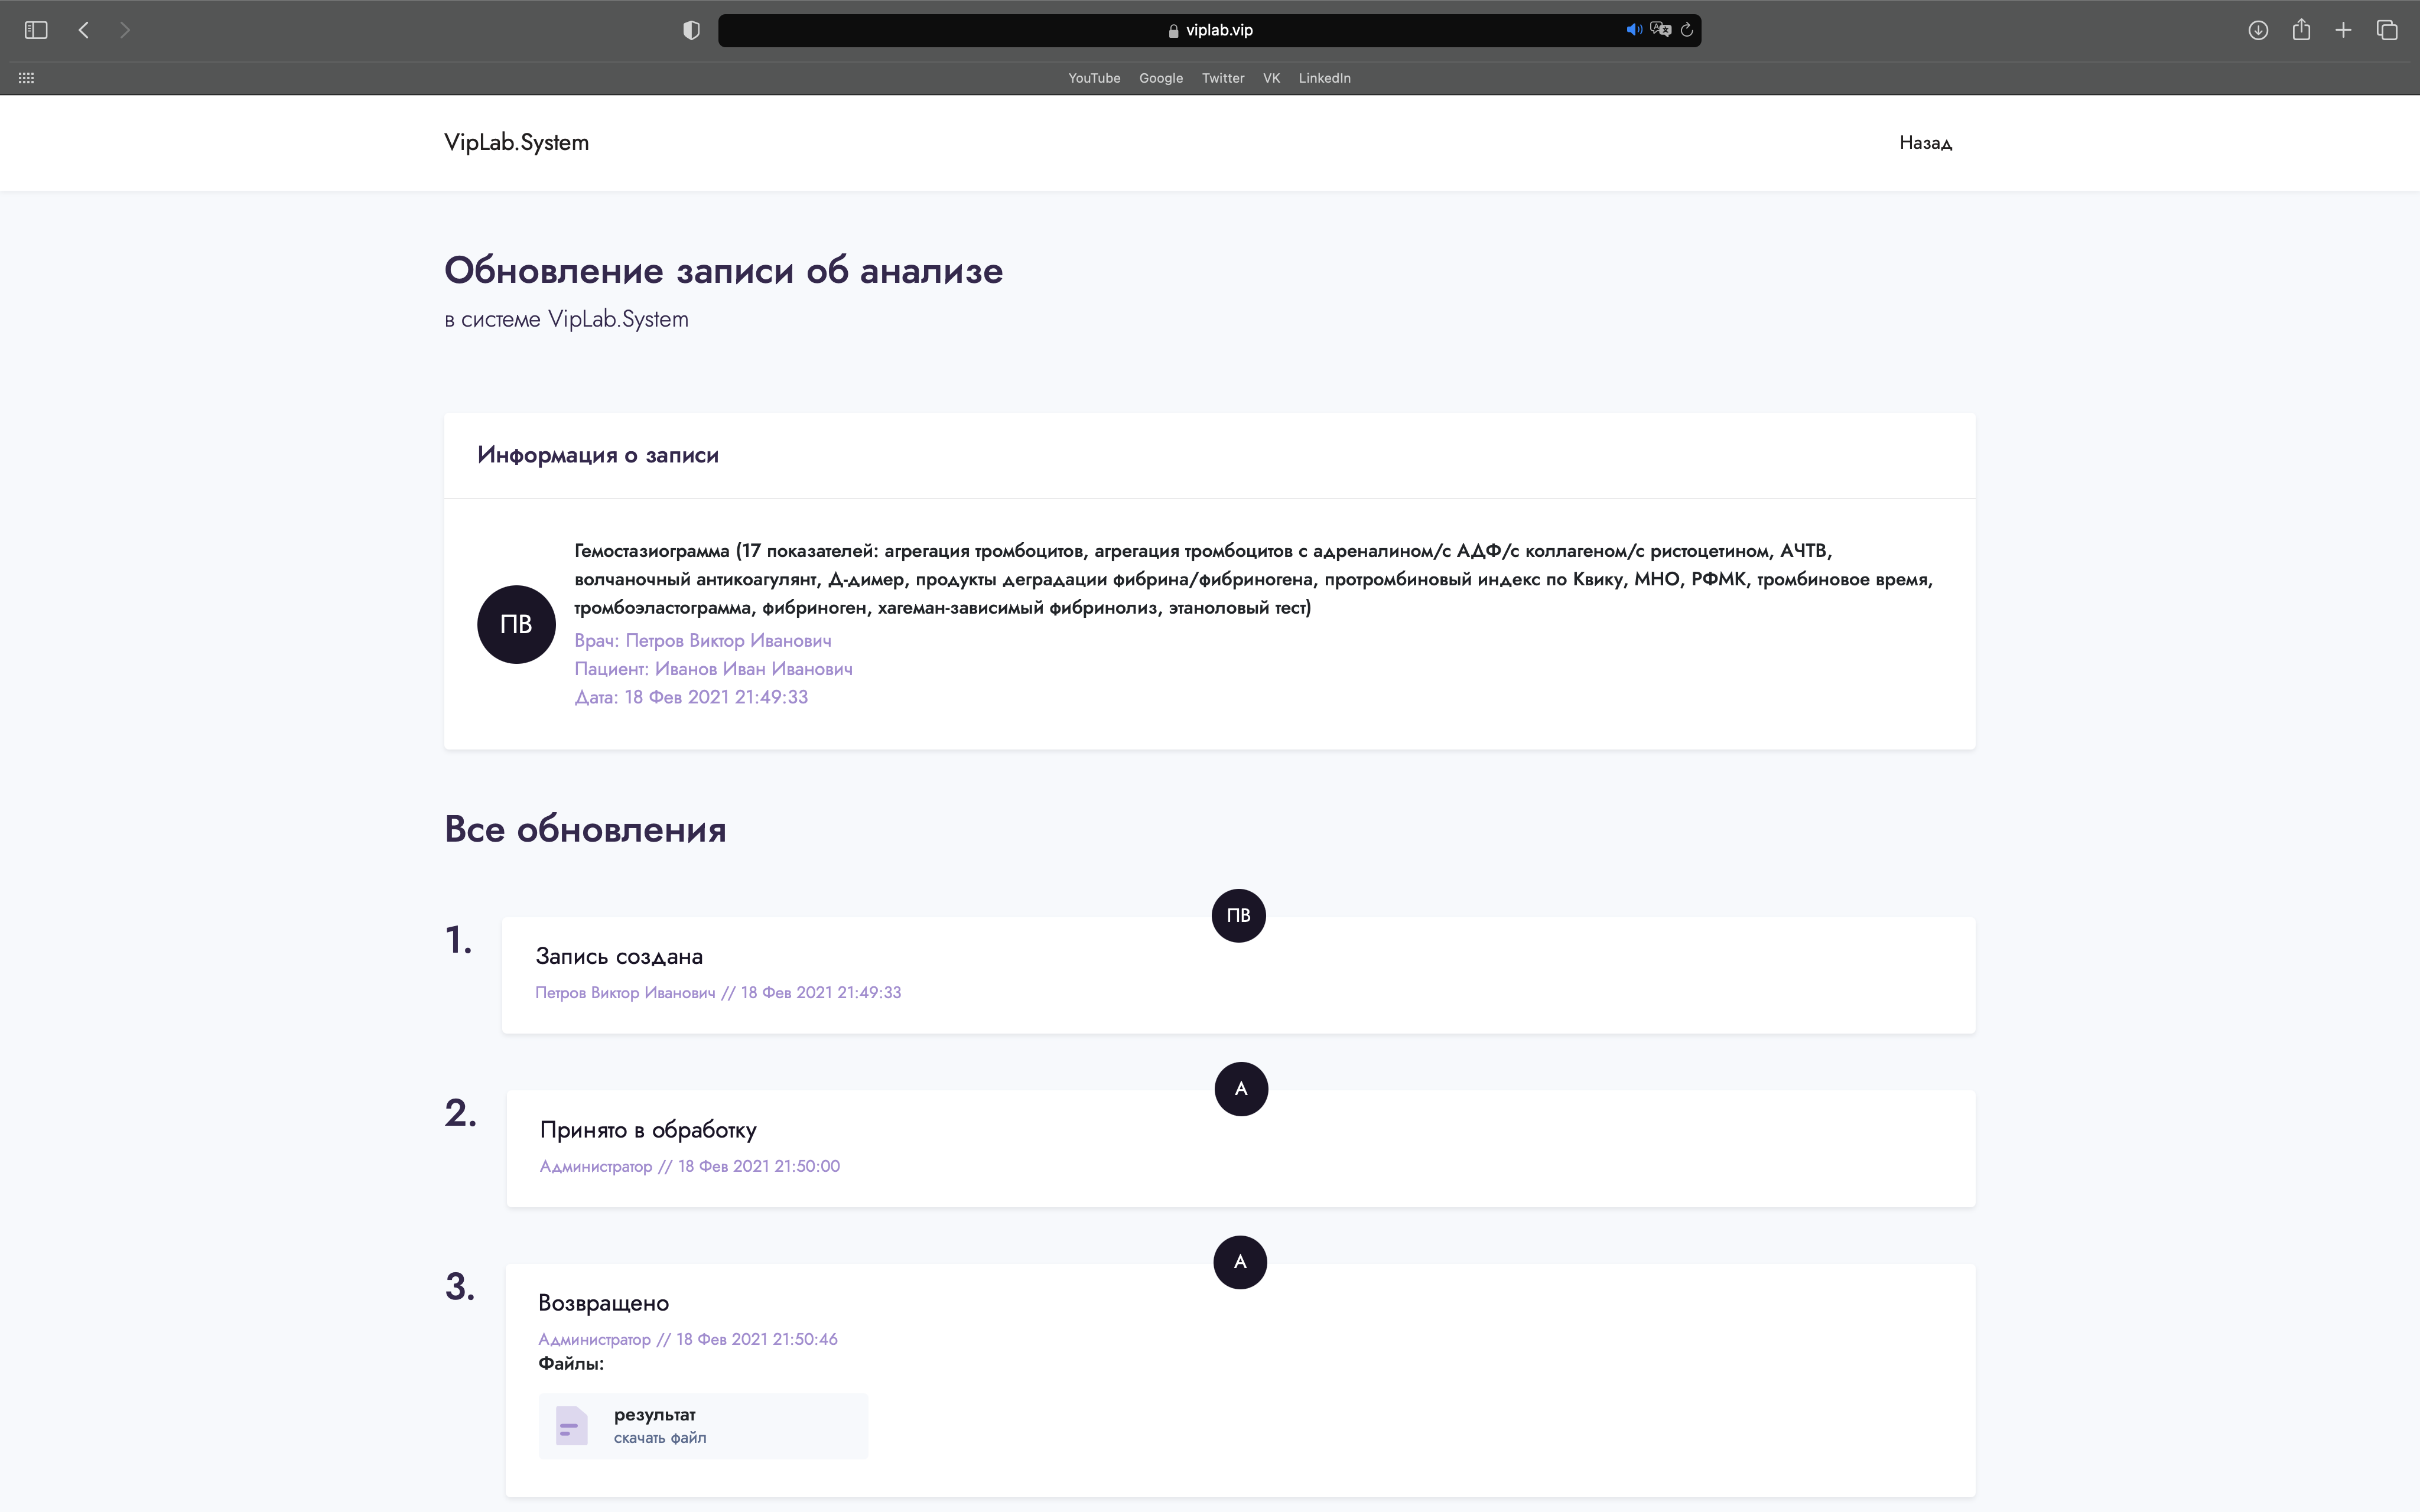 viplab.vip
YouTube Google Twitter VK LinkedIn
VipLab.System
Назад
Обновление записи об анализе
в системе VipLab.System
Информация о записи
ПВ
Гемостазиограмма (17 показателей: агрегация тромбоцитов, агрегация тромбоцитов с адреналином/с АДФ/с коллагеном/с ристоцетином, АЧТВ,
волчаночный антикоагулянт, Д-димер, продукты деградации фибрина/фибриногена, протромбиновый индекс по Квику, МНО, РФМК, тромбиновое время,
тромбоэластограмма, фибриноген, хагеман-зависимый фибринолиз, этаноловый тест)
Врач: Петров Виктор Иванович
Пациент: Иванов Иван Иванович
Дата: 18 Фев 2021 21:49:33
Все обновления
ПВ
1.
Запись создана
Петров Виктор Иванович // 18 Фев 2021 21:49:33
А
2.
Принято в обработку
Администратор // 18 Фев 2021 21:50:00
А
3.
Возвращено
Администратор // 18 Фев 2021 21:50:46
Файлы:
результат
скачать файл